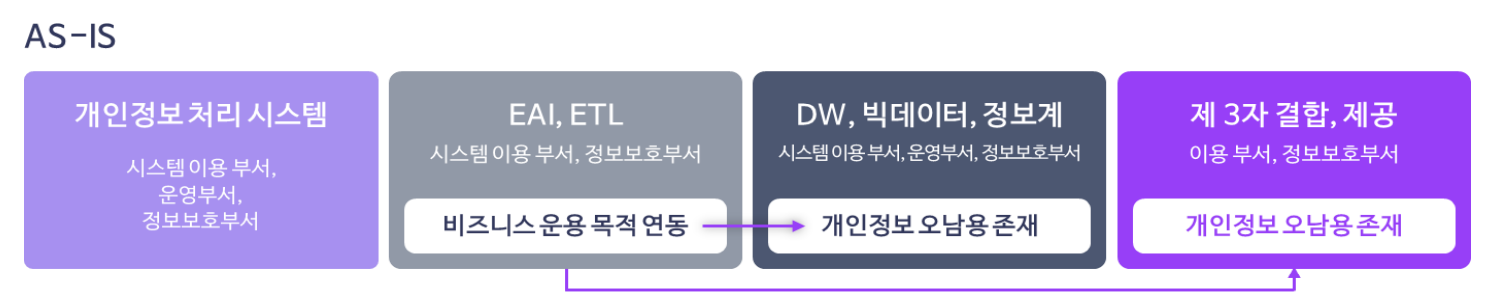 AS-IS
개인정보 처리 시스템
시스템 이용 부서,
운영부서,
정보보호부서
EAI, ETL
시스템 이용 부서, 정보보호부서
비즈니스 운용 목적 연동
DW, 빅데이터, 정보계
시스템 이용 부서, 운영부서, 정보보호부서
개인정보 오남용 존재
제 3자 결합, 제공
이용 부서, 정보보호부서
개인정보 오남용 존재